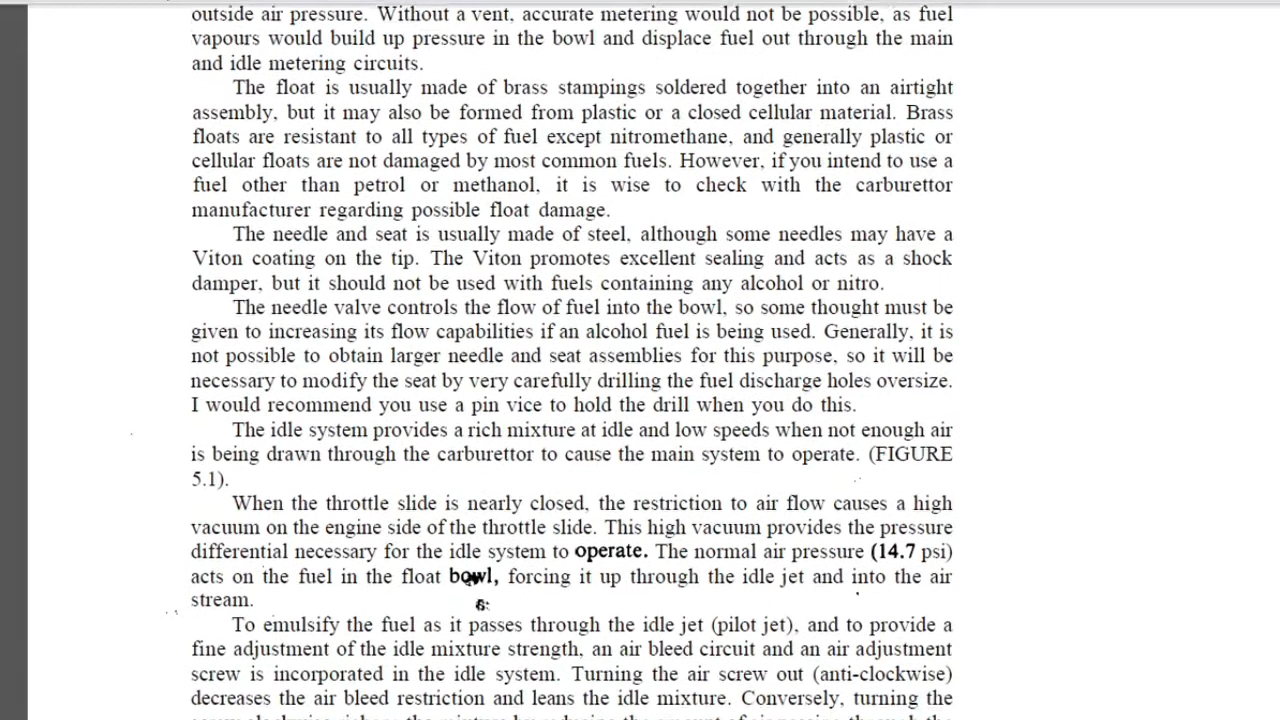 outside air pressure. Without a vent, accurate metering would not be possible, as fuel
vapours would build up pressure in the bowl and displace fuel out through the main
and idle metering circuits.
The float is usually made of brass stampings soldered together into an airtight
assembly, but it may also be formed from plastic or a closed cellular material. Brass
floats are resistant to all types of fuel except nitromethane, and generally plastic or
cellular floats are not damaged by most common fuels. However, if you intend to use a
fuel other than petrol or methanol, it is wise to check with the carburettor
manufacturer regarding possible float damage.
The needle and seat is usually made of steel, although some needles may have a
Viton coating on the tip. The Viton promotes excellent sealing and acts as a shock
damper, but it should not be used with fuels containing any alcohol or nitro.
The needle valve controls the flow of fuel into the bowl, so some thought must be
given to increasing its flow capabilities if an alcohol fuel is being used. Generally, it is
not possible to obtain larger needle and seat assemblies for this purpose, so it will be
necessary to modify the seat by very carefully drilling the fuel discharge holes oversize.
I would recommend you use a pin vice to hold the drill when you do this.
The idle system provides a rich mixture at idle and low speeds when not enough air
is being drawn through the carburettor to cause the main system to operate. (FIGURE
5.1).
When the throttle slide is nearly closed, the restriction to air flow causes a high
vacuum on the engine side of the throttle slide. This high vacuum provides the pressure
differential necessary for the idle system to operate. The normal air pressure (14.7 psi)
acts on the fuel in the float bowl, forcing it up through the idle jet and into the air
stream.
To emulsify the fuel as it passes through the idle jet (pilot jet), and to provide a
fine adjustment of the idle mixture strength, an air bleed circuit and an air adjustment
screw is incorporated in the idle system. Turning the air screw out (anti-clockwise)
decreases the air bleed restriction and leans the idle mixture. Conversely, turning the